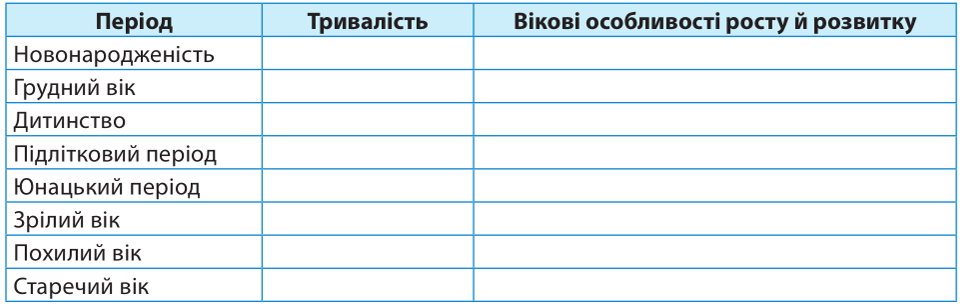 Період Тривалість Вікові особливості росту й розвитку
Новонародженість
Грудний вік
Дитинство
Підлітковий період
Юнацький період
Зрілий вік
Похилий вік
Старечий вік